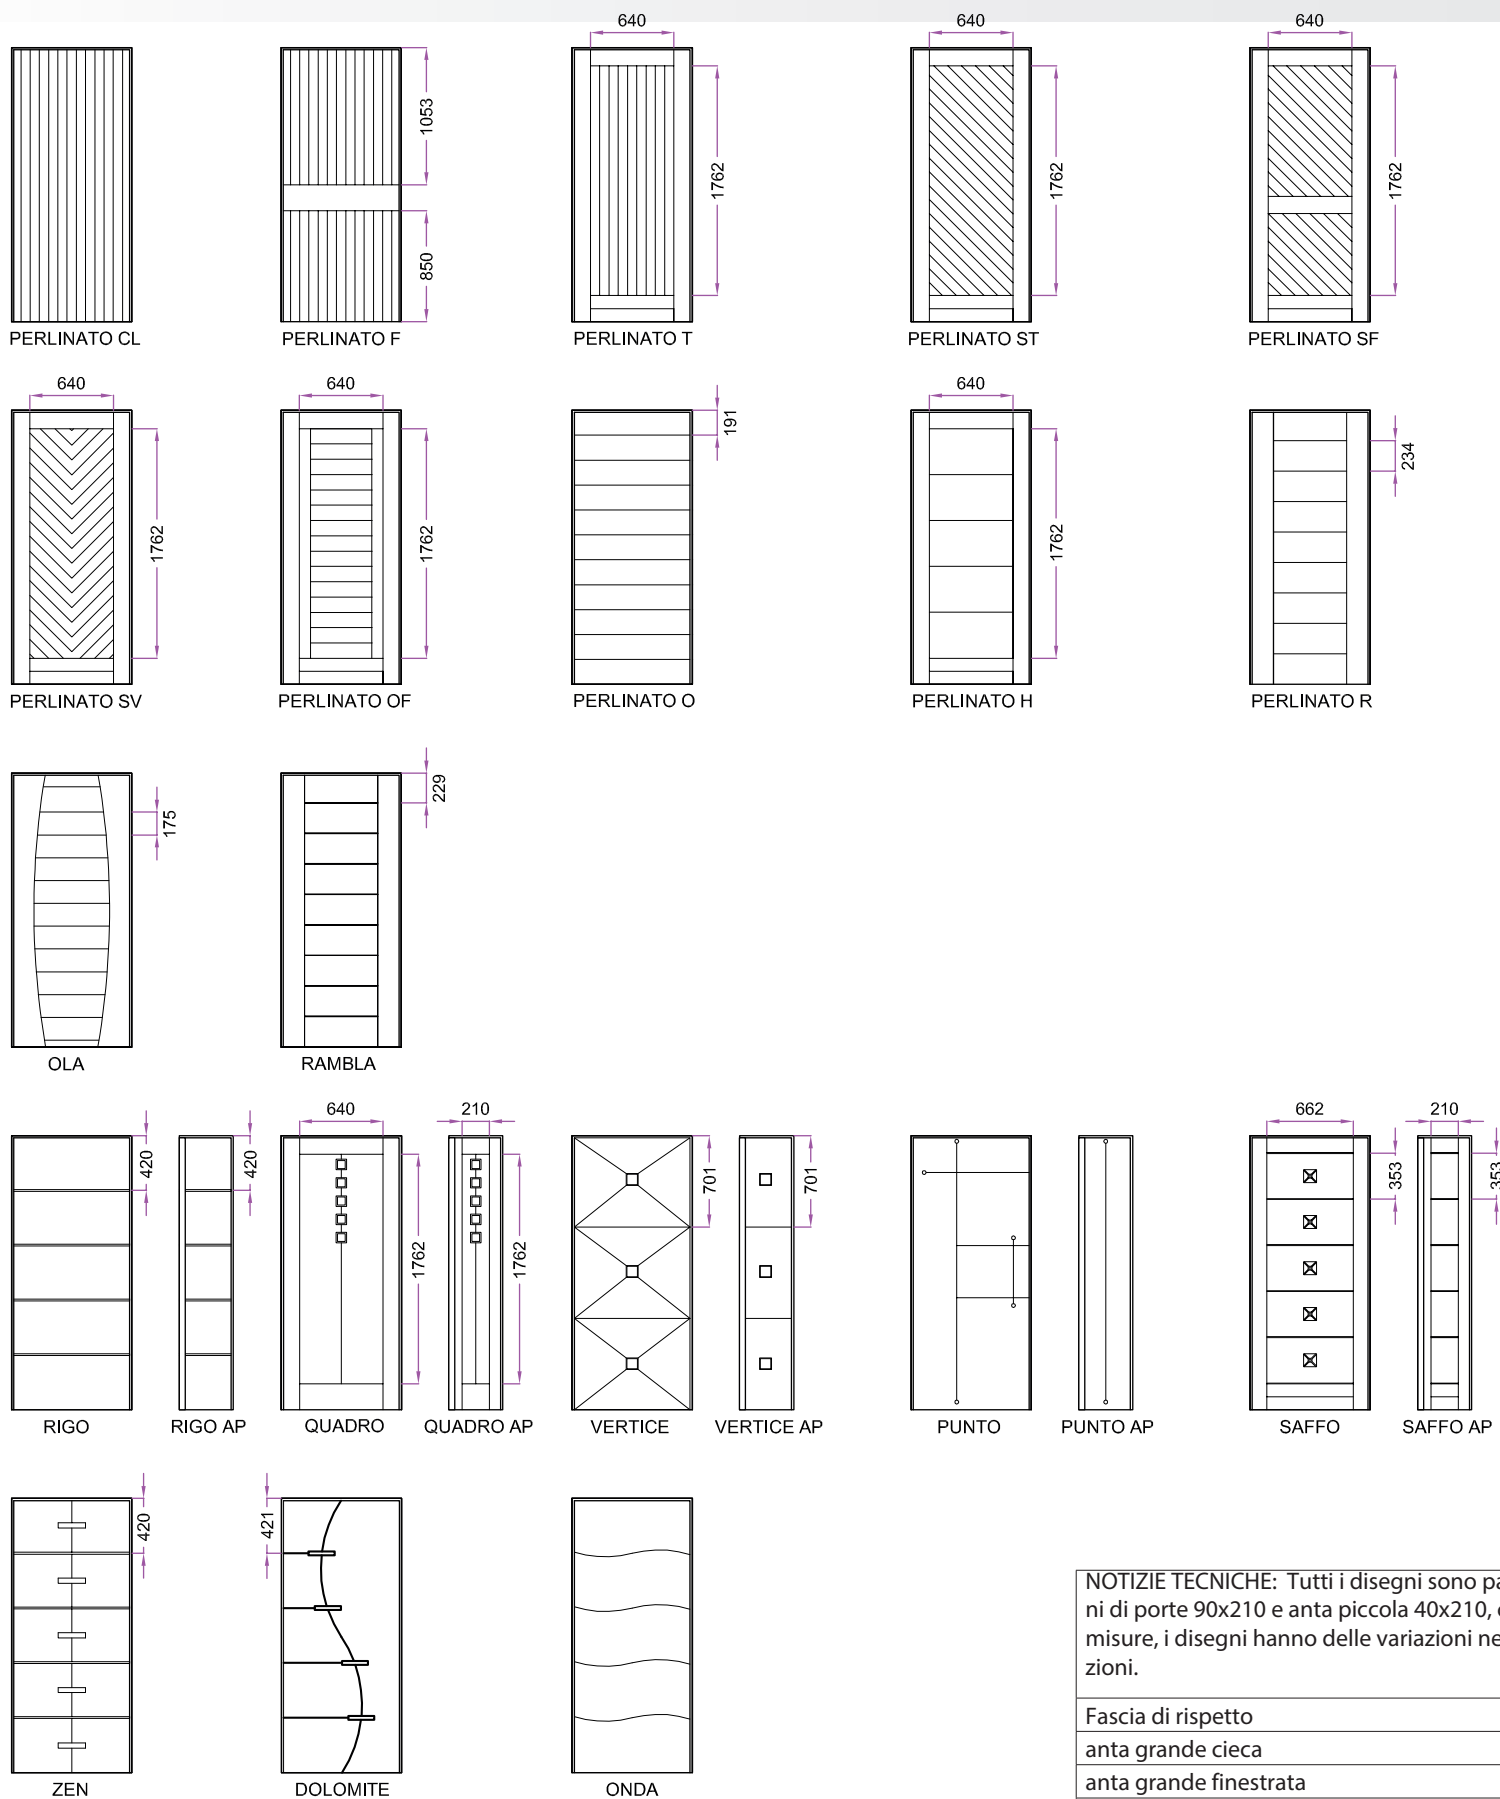 640 640 640
1053 850 1762 1762 1762
PERLINATO CL PERLINATO F PERLINATO T PERLINATO ST PERLINATO SF
640 640 640
1762 1762 191 1762 234
PERLINATO SV PERLINATO OF PERLINATO O PERLINATO H PERLINATO R
175 229
OLA RAMBLA
640 210 662 210
420 420 1762 1762 701 701 353 353
RIGO RIGO AP QUADRO QUADRO AP VERTICE VERTICE AP PUNTO PUNTO AP SAFFO SAFFO AP
420 421
ZEN DOLOMITE ONDA
NOTIZIE TECNICHE: Tutti i disegni sono
ni di porte 90x210 e anta piccola 40x210,
misure, i disegni hanno delle variazioni
zioni.
Fascia di rispetto
anta grande cieca
anta grande finestrata